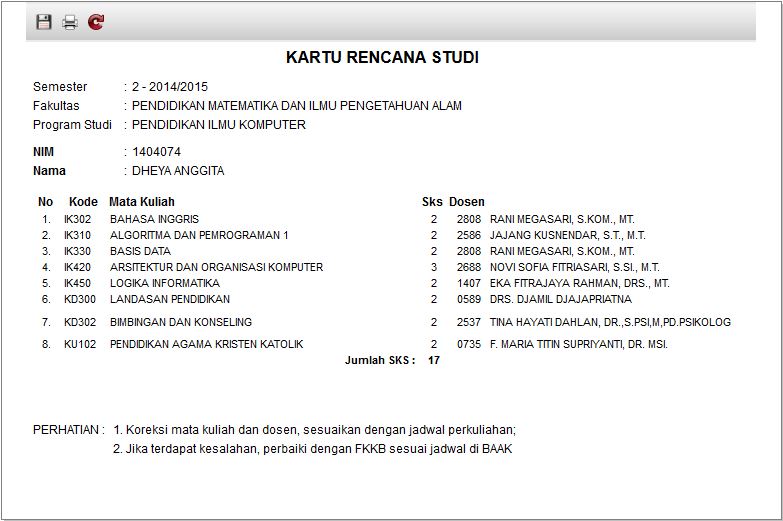 KARTU RENCANA STUDI
Semester : 2 - 2014/2015
Fakultas : PENDIDIKAN MATEMATIKA DAN ILMU PENGETAHUAN ALAM
Program Studi : PENDIDIKAN ILMU KOMPUTER
NIM : 1404074
Nama : DHEYA ANGGITA
No Kode Mata Kuliah Sks Dosen
1. IK302 BAHASA INGGRIS 2 2808 RANI MEGASARI, S.KOM., MT.
2. IK310 ALGORITMA DAN PEMROGRAMAN 1 2 2586 JAJANG KUSNENDAR, S.T., M.T.
3. IK330 BASIS DATA 2 2808 RANI MEGASARI, S.KOM., MT.
4. IK420 ARSITEKTUR DAN ORGANISASI KOMPUTER 3 2688 NOVI SOFIA FITRIASARI, S.SI., M.T.
5. IK450 LOGIKA INFORMATIKA 2 1407 EKA FITRAJAYA RAHMAN, DRS., MT.
6. KD300 LANDASAN PENDIDIKAN 2 0589 DRS. DJAMIL DJAJAPRIATNA
7. KD302 BIMBINGAN DAN KONSELING 2 2537 TINA HAYATI DAHLAN, DR.,S.PSI,M,PD.PSIKOLOG
8. KU102 PENDIDIKAN AGAMA KRISTEN KATOLIK 2 0735 F. MARIA TITIN SUPRIYANTI, DR. MSI.
Jumlah SKS : 17
PERHATIAN : 1. Koreksi mata kuliah dan dosen, sesuaikan dengan jadwal perkuliahan;
2. Jika terdapat kesalahan, perbaiki dengan FKKB sesuai jadwal di BAAK